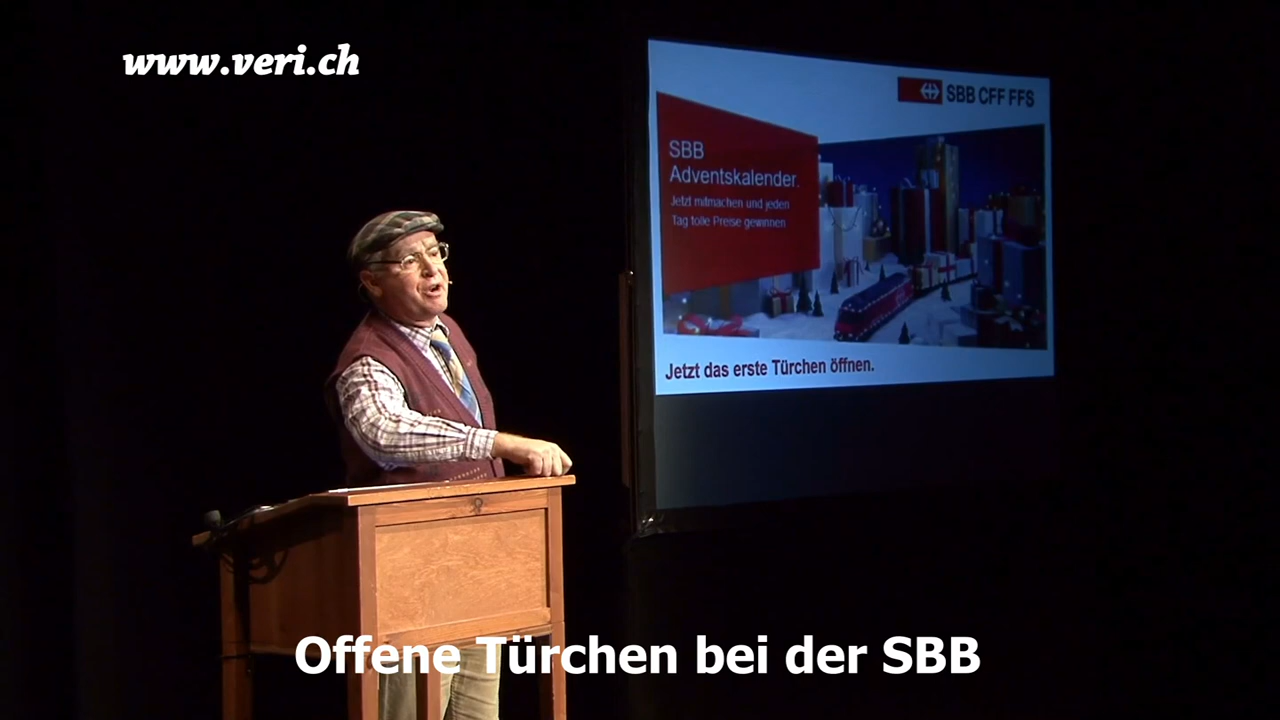 www.veri.ch
SBB CFF FFS
SBB
Adventskalender.
Jetzt mitmachen und jeden
Tag tolle Preise gewinnen
Jetzt das erste Türchen öffnen.
Offene Türchen bei der SBB